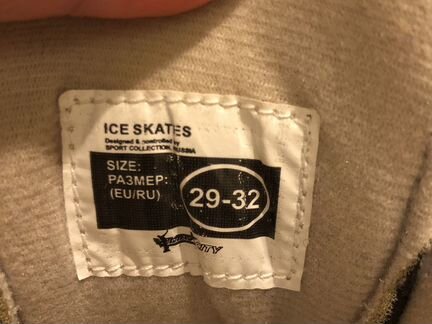 ICE SKATES
Designed & controlled by
SPORT COLLECTION, RUSSIA
SIZE:
РАЗМЕР:
(EU/RU)
29-32